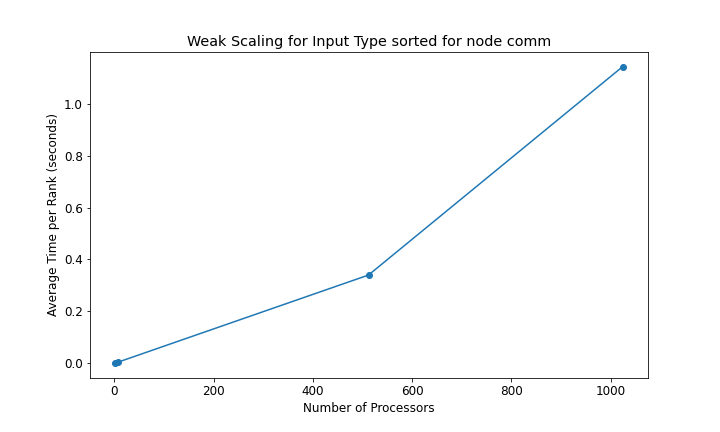 Weak Scaling for Input Type sorted for node comm
Average Time per Rank (seconds)
1.0
0.8
0.6
0.4
0.2
0.0
0 200 400 600 800 1000
Number of Processors